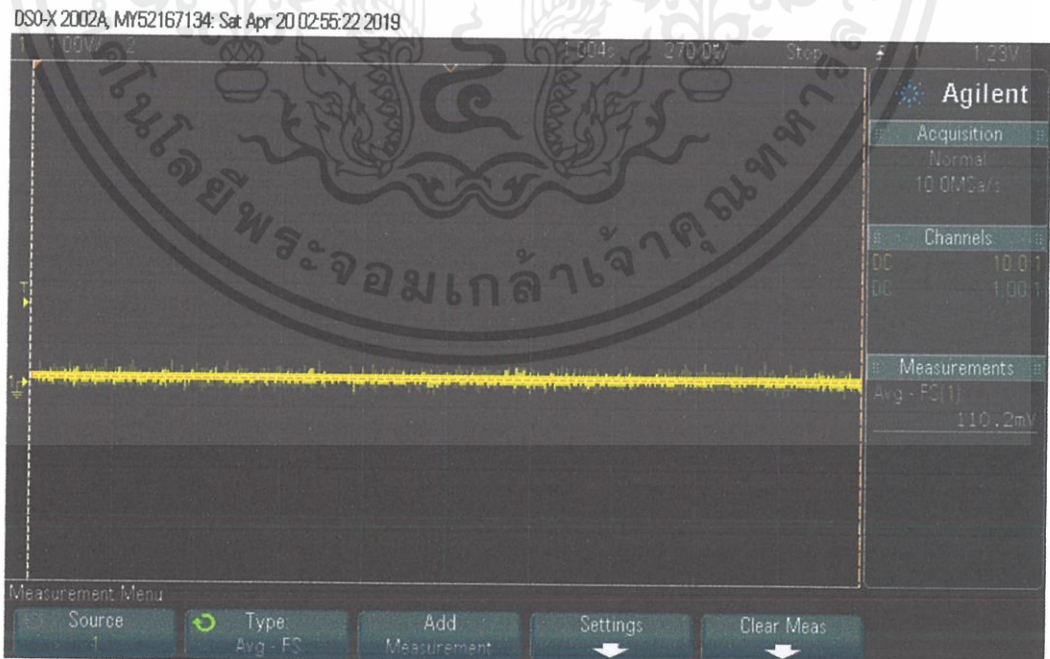 DSO-X 2002A, MY52167134: Sat Apr 20 02:55:22 2019
1 1.00V/ 2 1.004s 270.0%/ Stop 1 1.23V
Agilent
Acquisition
Normal
10.0MSa/s
Channels
DC 10.0:1
DC 1.00:1
Measurements
Avg - FS(1)
110.2mV
T
Measurement Menu
Source
1
Type:
Avg - FS
Add
Measurement
Settings
Clear Meas
คโนโลยีพระจอมเกล้าเจ้าคุณทหาร